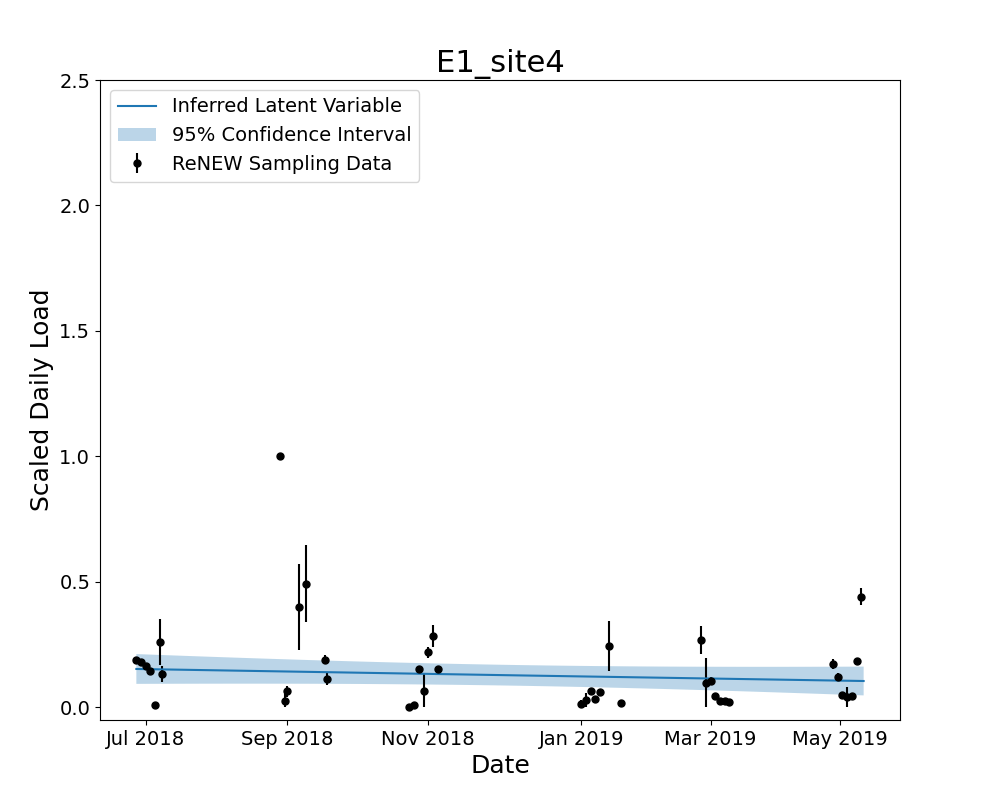 E1_site4
Inferred Latent Variable
95% Confidence Interval
ReNEW Sampling Data
Scaled Daily Load
2.5
2.0
1.5
1.0
0.5
0.0
Jul 2018 Sep 2018 Nov 2018 Jan 2019 Mar 2019 May 2019
Date